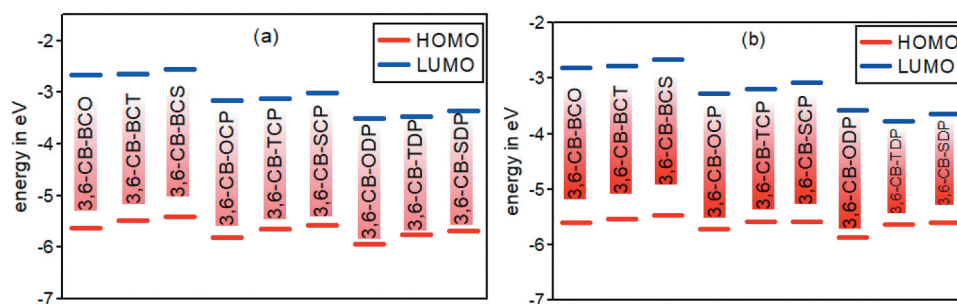 (a)
HOMO
LUMO
energy in eV
-2
-3
-4
-5
-6
-7
3,6-CB-BCO
3,6-CB-BCT
3,6-CB-BCS
3,6-CB-OCP
3,6-CB-TCP
3,6-CB-SCP
3,6-CB-ODP
3,6-CB-TDP
3,6-CB-SDP
(b)
HOMO
LUMO
energy in eV
-2
-3
-4
-5
-6
-7
3,6-CB-BCO
3,6-CB-BCT
3,6-CB-BCS
3,6-CB-OCP
3,6-CB-TCP
3,6-CB-SCP
3,6-CB-ODP
3,6-CB-TDP
3,6-CB-SDP